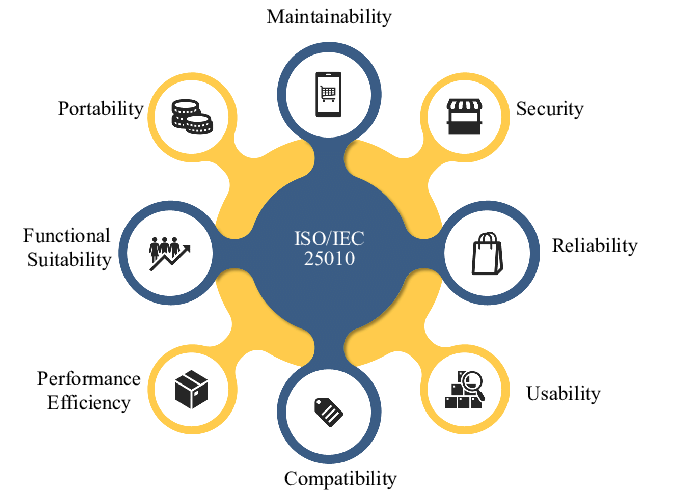 Maintainability
Portability
Security
Functional
Suitability
ISO/IEC
25010
Reliability
Performance
Efficiency
Usability
Compatibility